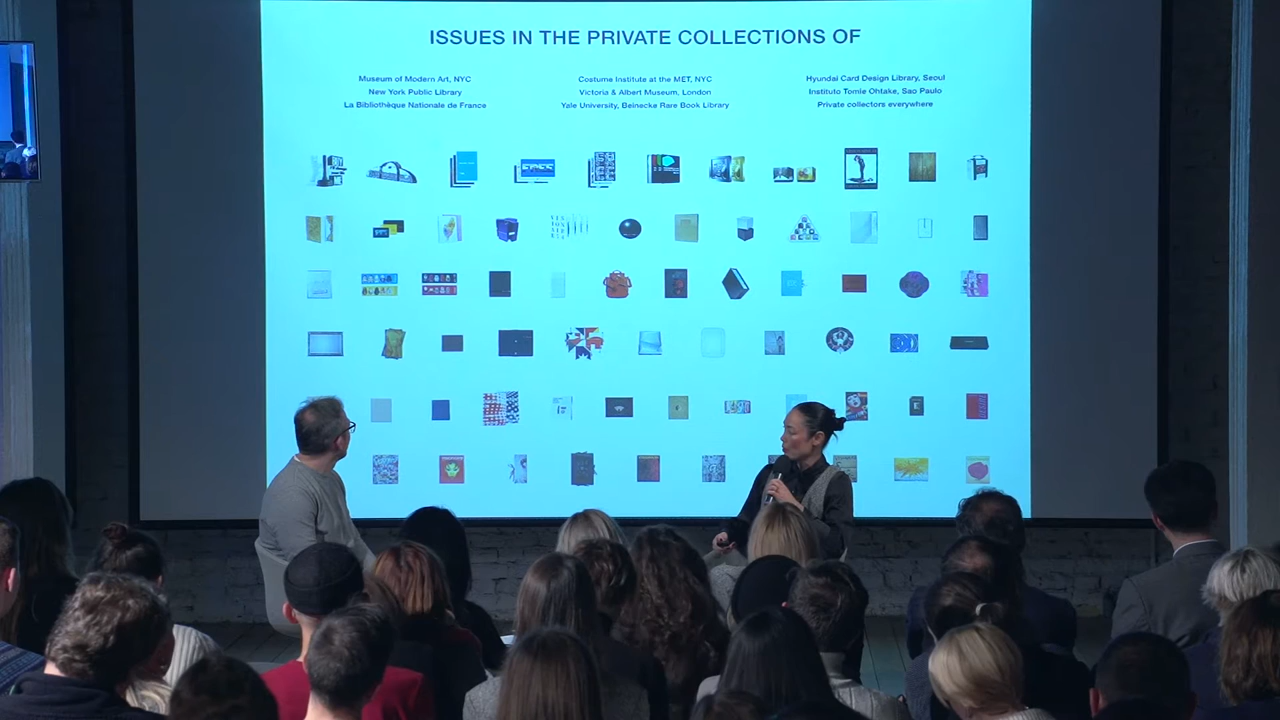 ISSUES IN THE PRIVATE COLLECTIONS OF
Museum of Modern Art, NYC
New York Public Library
La Bibliothèque Nationale de France
Costume Institute at the MET, NYC
Victoria & Albert Museum, London
Yale University, Beinecke Rare Book Library
Hyundai Card Design Library, Seoul
Instituto Tomie Ohtake, Sao Paulo
Private collectors everywhere